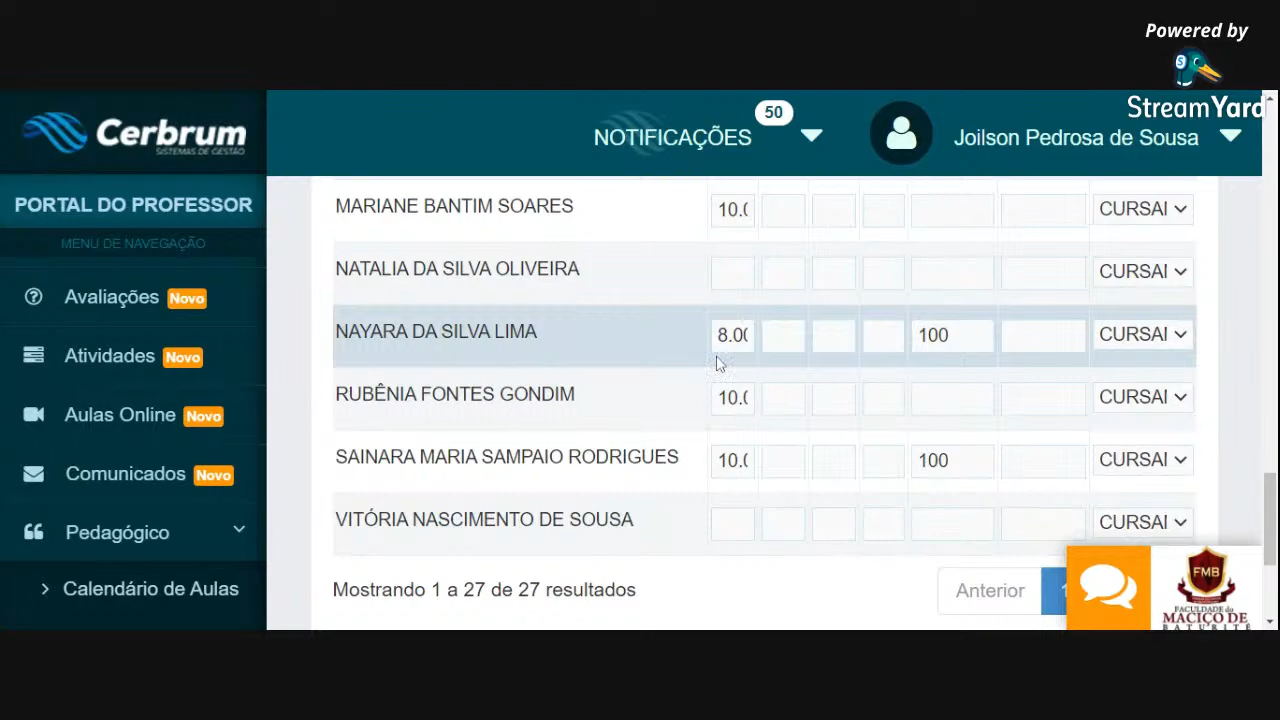 Powered by
StreamYard
Cerbrum
SISTEMAS DE GESTÃO
NOTIFICAÇÕES 50
Joilson Pedrosa de Sousa
PORTAL DO PROFESSOR
MENU DE NAVEGAÇÃO
Avaliações Novo
Atividades Novo
Aulas Online Novo
Comunicados Novo
Pedagógico
Calendário de Aulas
MARIANE BANTIM SOARES 10.0 CURSAI
NATALIA DA SILVA OLIVEIRA CURSAI
NAYARA DA SILVA LIMA 8.00 100 CURSAI
RUBÊNIA FONTES GONDIM 10.0 CURSAI
SAINARA MARIA SAMPAIO RODRIGUES 10.0 100 CURSAI
VITÓRIA NASCIMENTO DE SOUSA CURSAI
Mostrando 1 a 27 de 27 resultados
Anterior
FMB
FACULDADE do
MACIÇO DE
BATURITÉ